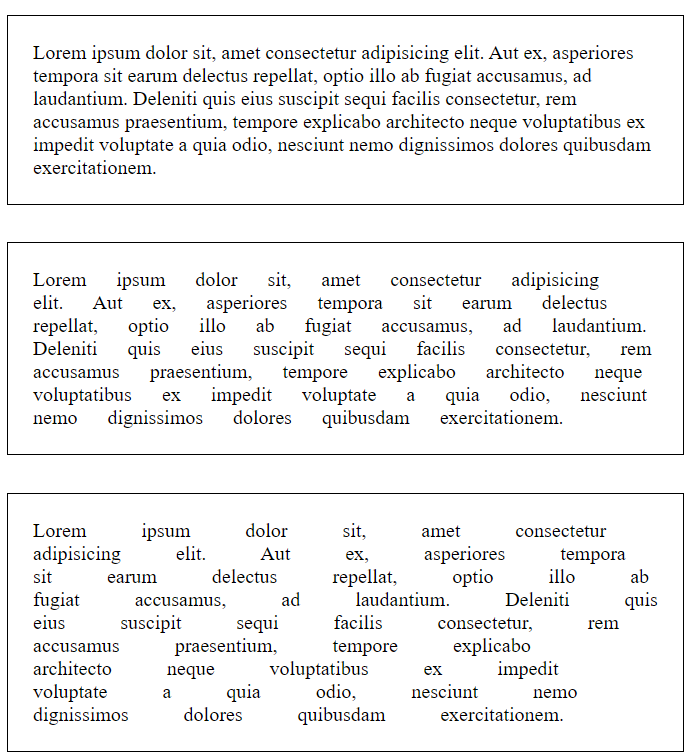 Lorem ipsum dolor sit, amet consectetur adipisicing elit. Aut ex, asperiores
tempora sit earum delectus repellat, optio illo ab fugiat accusamus, ad
laudantium. Deleniti quis eius suscipit sequi facilis consectetur, rem
accusamus praesentium, tempore explicabo architecto neque voluptatibus ex
impedit voluptate a quia odio, nesciunt nemo dignissimos dolores quibusdam
exercitationem.
Lorem ipsum dolor sit, amet consectetur adipisicing
elit. Aut ex, asperiores tempora sit earum delectus
repellat, optio illo ab fugiat accusamus, ad laudantium.
Deleniti quis eius suscipit sequi facilis consectetur, rem
accusamus praesentium, tempore explicabo architecto neque
voluptatibus ex impedit voluptate a quia odio, nesciunt
nemo dignissimos dolores quibusdam exercitationem.
Lorem ipsum dolor sit, amet consectetur
adipisicing elit. Aut ex, asperiores tempora
sit earum delectus repellat, optio illo ab
fugiat accusamus, ad laudantium. Deleniti quis
eius suscipit sequi facilis consectetur, rem
accusamus praesentium, tempore explicabo
architecto neque voluptatibus ex impedit
voluptate a quia odio, nesciunt nemo
dignissimos dolores quibusdam exercitationem.